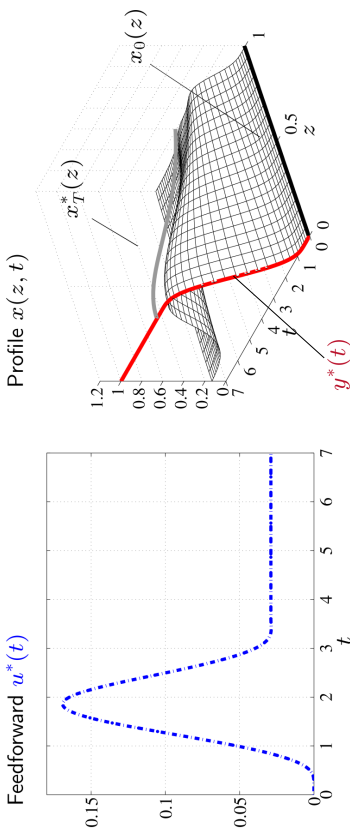 Feedforward u*(t)
0.15
0.1
0.05
0
0 1 2 3 4 5 6 7
t
Profile x(z, t)
x*_T(z)
x_0(z)
1.2
1
0.8
0.6
0.4
0.2
0
7 6 5 4 3 2 1 0
t
0 0.5 1
z
y*(t)